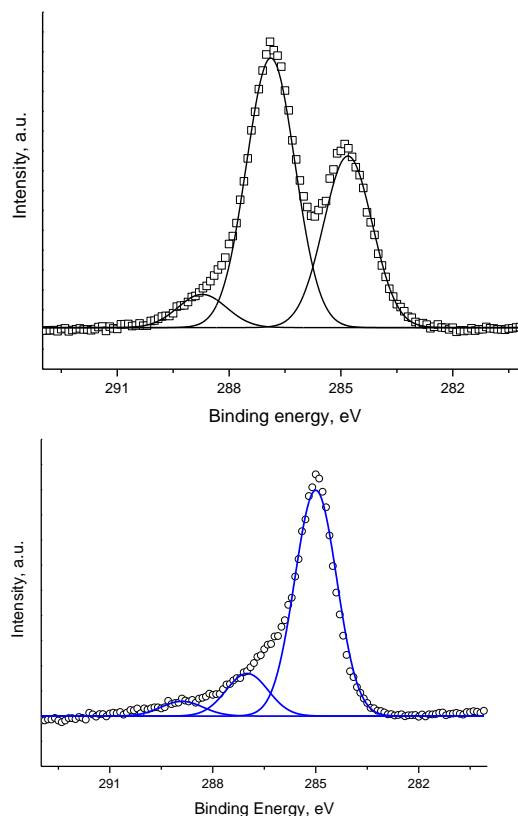 Intensity, a.u.
291 288 285 282
Binding energy, eV
Intensity, a.u.
291 288 285 282
Binding Energy, eV